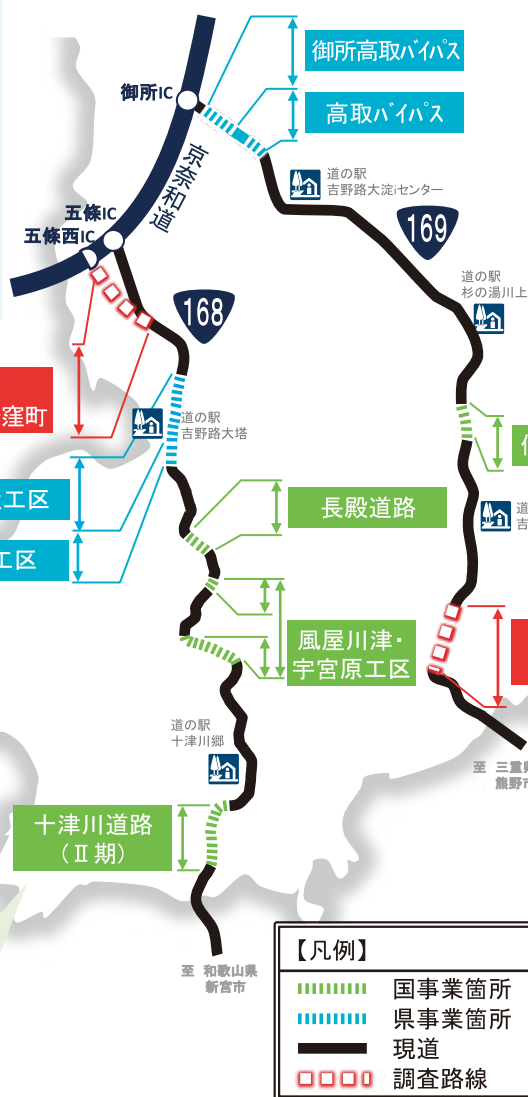 御所高取バイパス
御所IC
高取バイパス
京奈和道
道の駅
吉野路大淀iセンター
五條IC
五條西IC
169
道の駅
杉の湯川上
168
窪町
道の駅
吉野路大塔
工区
長殿道路
工区
道
吉
風屋川津・
宇宮原工区
道の駅
十津川郷
至 三重県
熊野市
十津川道路
(Ⅱ期)
至 和歌山県
新宮市
【凡例】
国事業箇所
県事業箇所
現道
調査路線